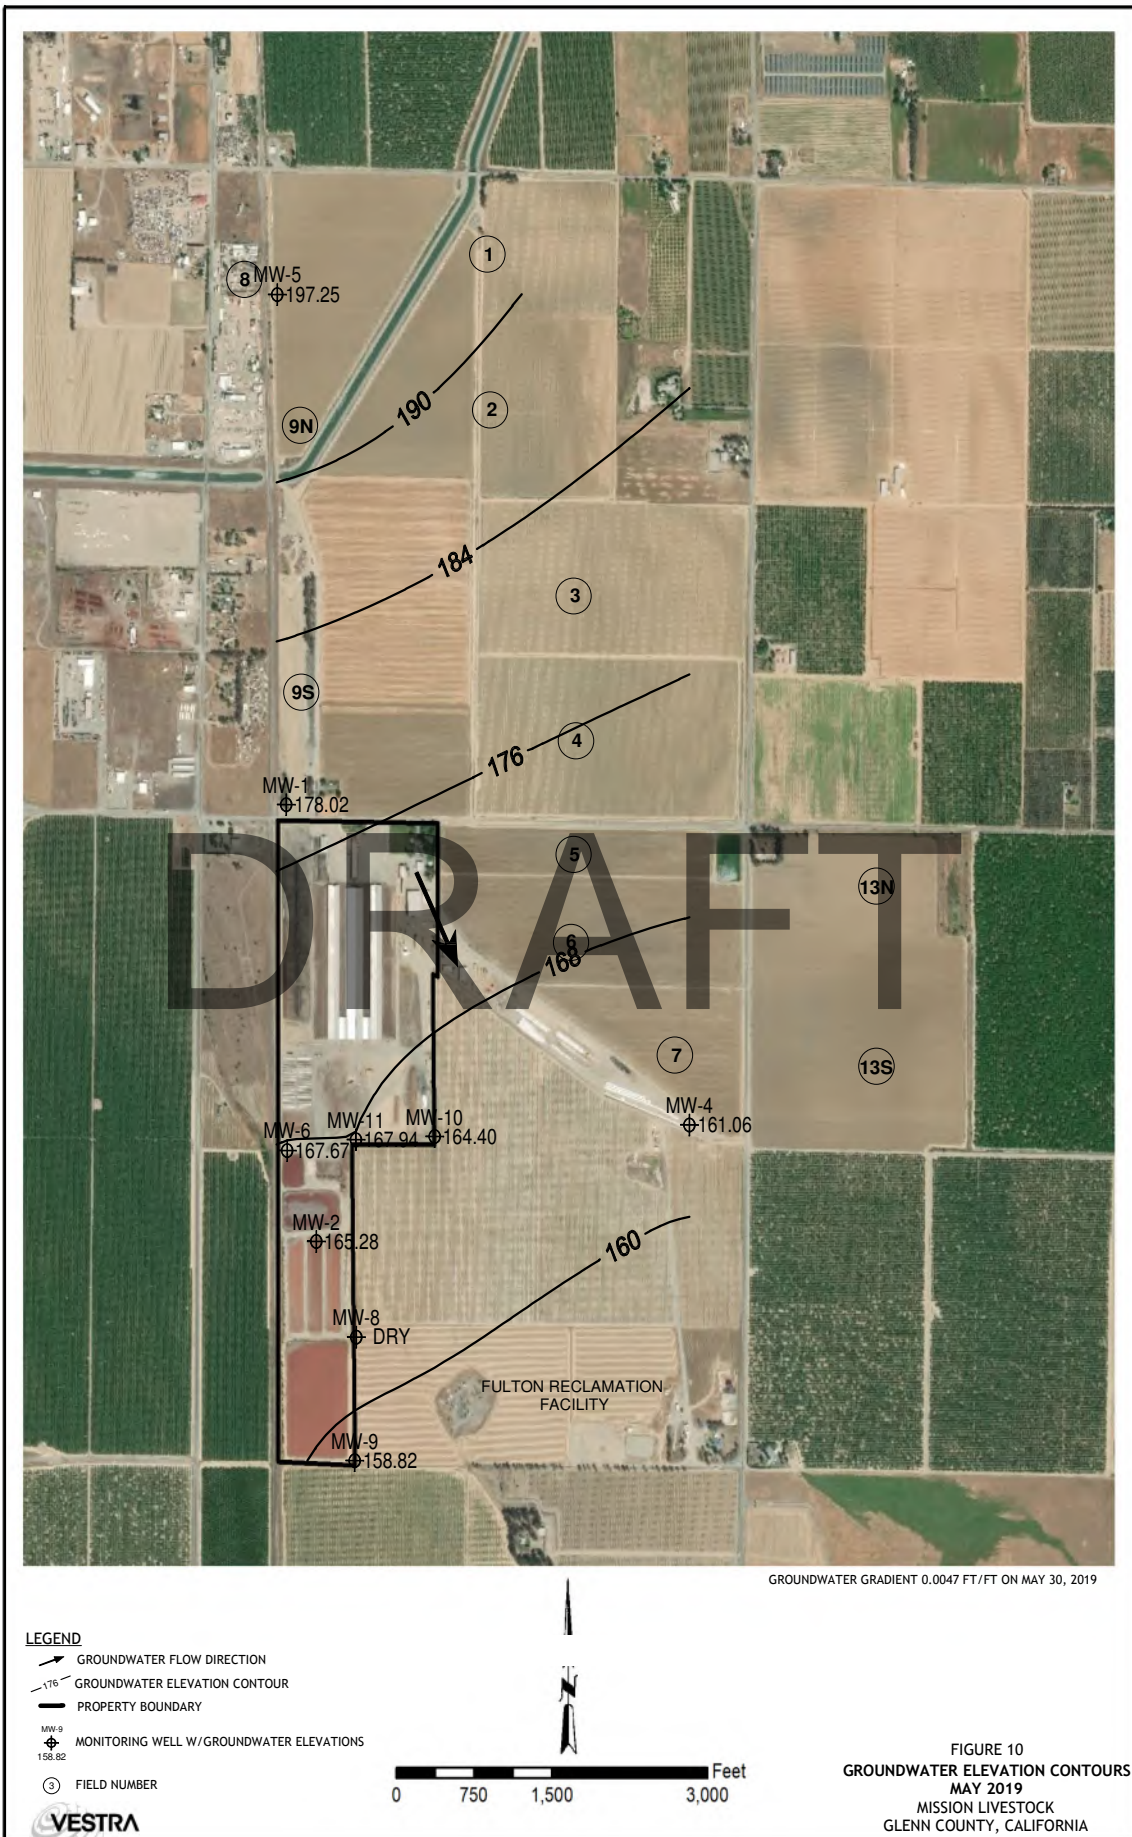 1
8
MW-5
197.25
190
2
9N
184
3
9S
4
176
MW-1
178.02
DRAFT
5
13N
6
168
7
13S
MW-4
161.06
MW-10
164.40
MW-11
167.94
MW-6
167.67
MW-2
165.28
160
MW-8
DRY
FULTON RECLAMATION
FACILITY
MW-9
158.82
GROUNDWATER GRADIENT 0.0047 FT/FT ON MAY 30, 2019
LEGEND
GROUNDWATER FLOW DIRECTION
176 GROUNDWATER ELEVATION CONTOUR
PROPERTY BOUNDARY
MW-9
158.82
MONITORING WELL W/GROUNDWATER ELEVATIONS
3 FIELD NUMBER
VESTRA
N
Feet
0 750 1,500 3,000
FIGURE 10
GROUNDWATER ELEVATION CONTOURS
MAY 2019
MISSION LIVESTOCK
GLENN COUNTY, CALIFORNIA